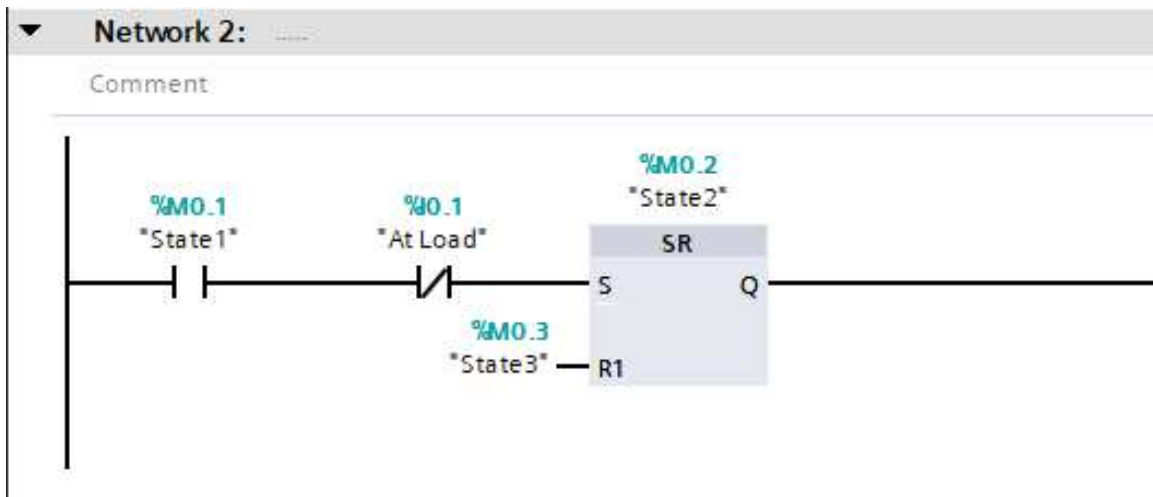 Network 2: .....
Comment
%M0.2
"State2"
%M0.1
"State1"
%I0.1
"At Load"
SR
S
Q
%M0.3
"State3"
R1